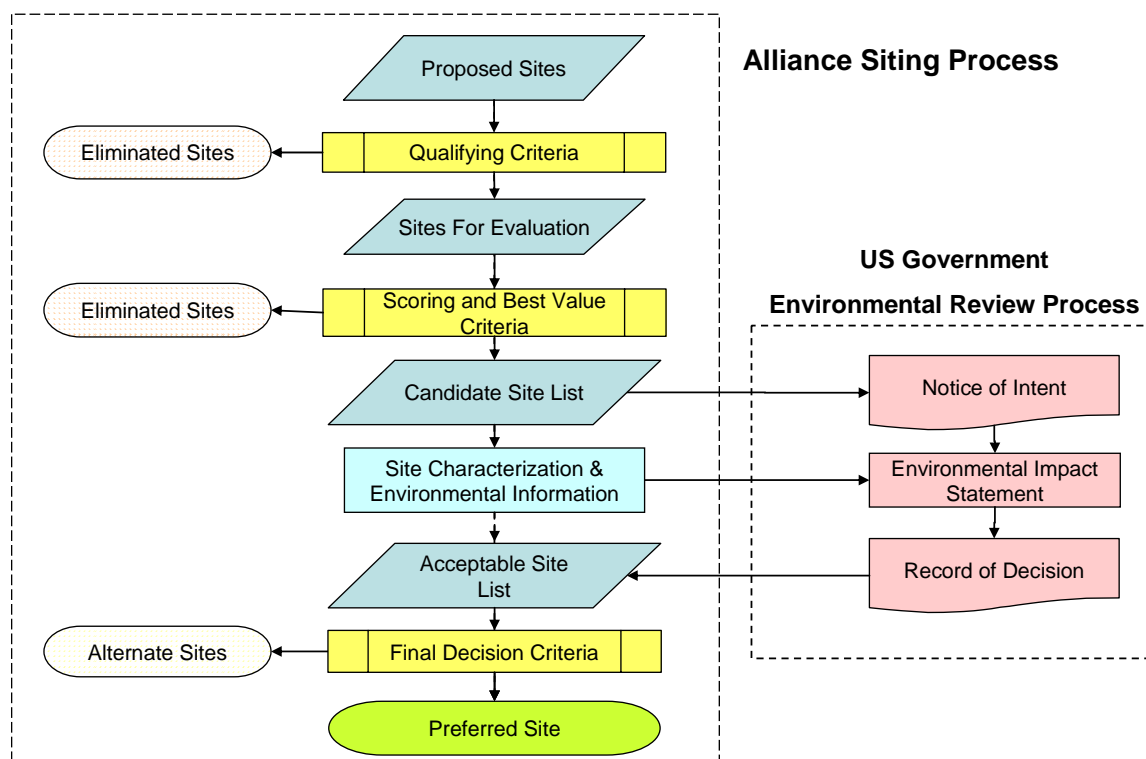 Alliance Siting Process
Proposed Sites
Eliminated Sites
Qualifying Criteria
Sites For Evaluation
Eliminated Sites
Scoring and Best Value
Criteria
Candidate Site List
Site Characterization &
Environmental Information
Acceptable Site
List
Alternate Sites
Final Decision Criteria
Preferred Site
US Government
Environmental Review Process
Notice of Intent
Environmental Impact
Statement
Record of Decision